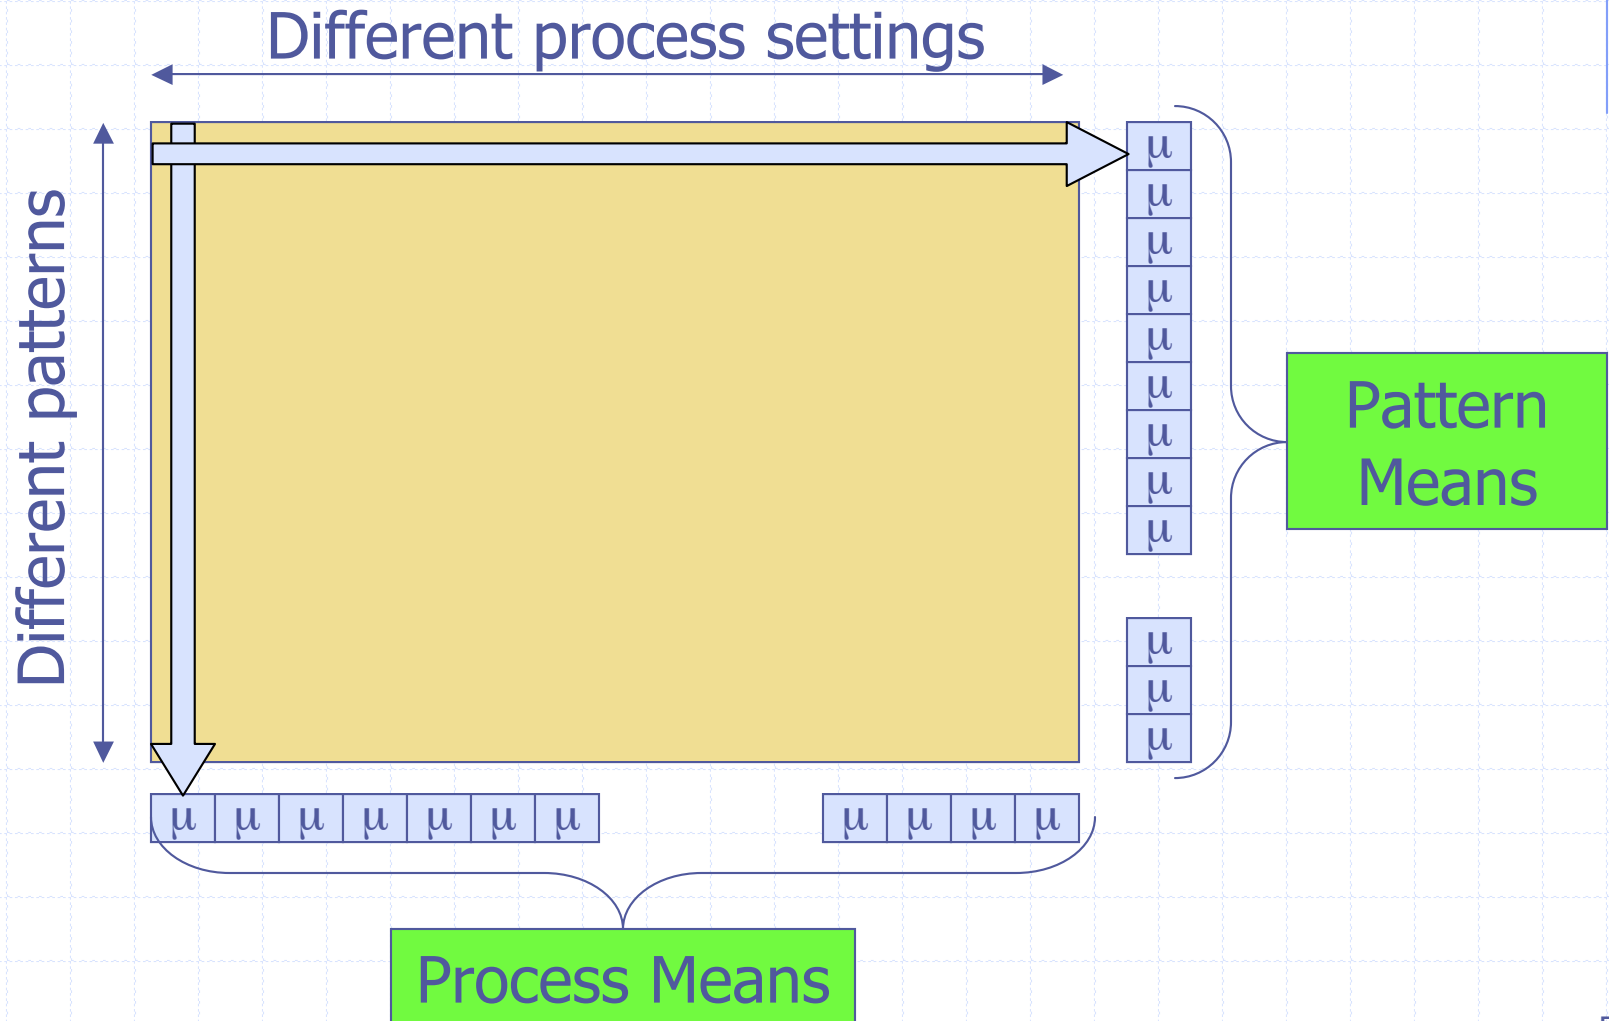 Different process settings
Different patterns
μ
μ
μ
μ
μ
μ
μ
μ
μ
μ
μ
μ
Pattern
Means
μ μ μ μ μ μ μ μ μ μ μ
Process Means